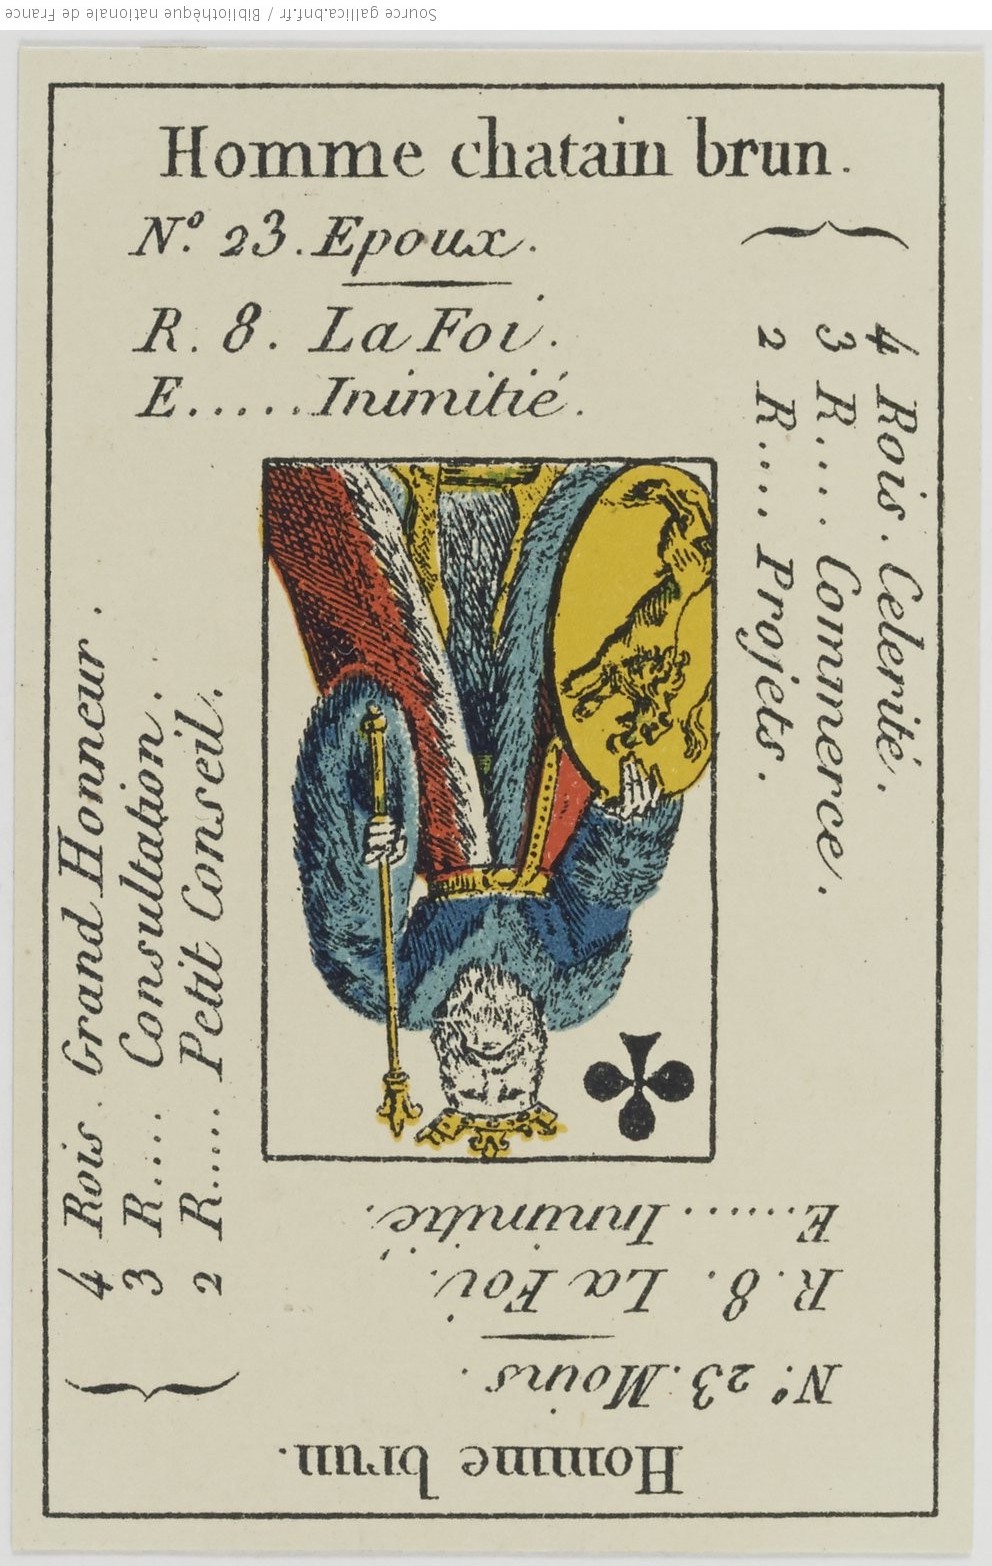 Source gallica.bnf.fr / Bibliothèque nationale de France
Homme chatain brun.
N.º 23. Epoux.
R. 8. La Foi.
E.....Inimitié.
4 Rois. Celerité.
3 R.... Commerce.
2 R.... Projets.
4 Rois. Grand Honneur.
3 R.... Consultation.
2 R.... Petit Conseil.
Homme brun.
N.º 23. Moins.
R. 8. La Foi.
E...... Inimitié.